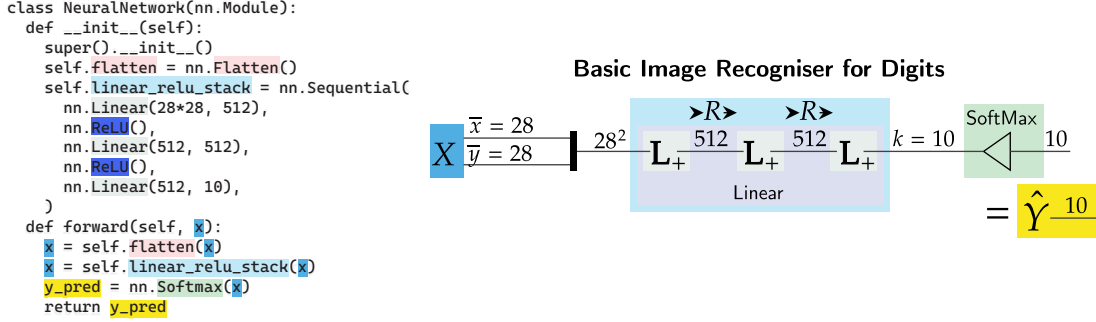 class NeuralNetwork(nn.Module):
  def __init__(self):
    super().__init__()
    self.flatten = nn.Flatten()
    self.linear_relu_stack = nn.Sequential(
      nn.Linear(28*28, 512),
      nn.ReLU(),
      nn.Linear(512, 512),
      nn.ReLU(),
      nn.Linear(512, 10),
    )
  def forward(self, x):
    x = self.flatten(x)
    x = self.linear_relu_stack(x)
    y_pred = nn.Softmax(x)
    return y_pred
Basic Image Recogniser for Digits
➤R➤ ➤R➤
SoftMax
X x̅ = 28
y̅ = 28
28² L₊ 512 L₊ 512 L₊ k = 10 10
Linear
= Ŷ 10